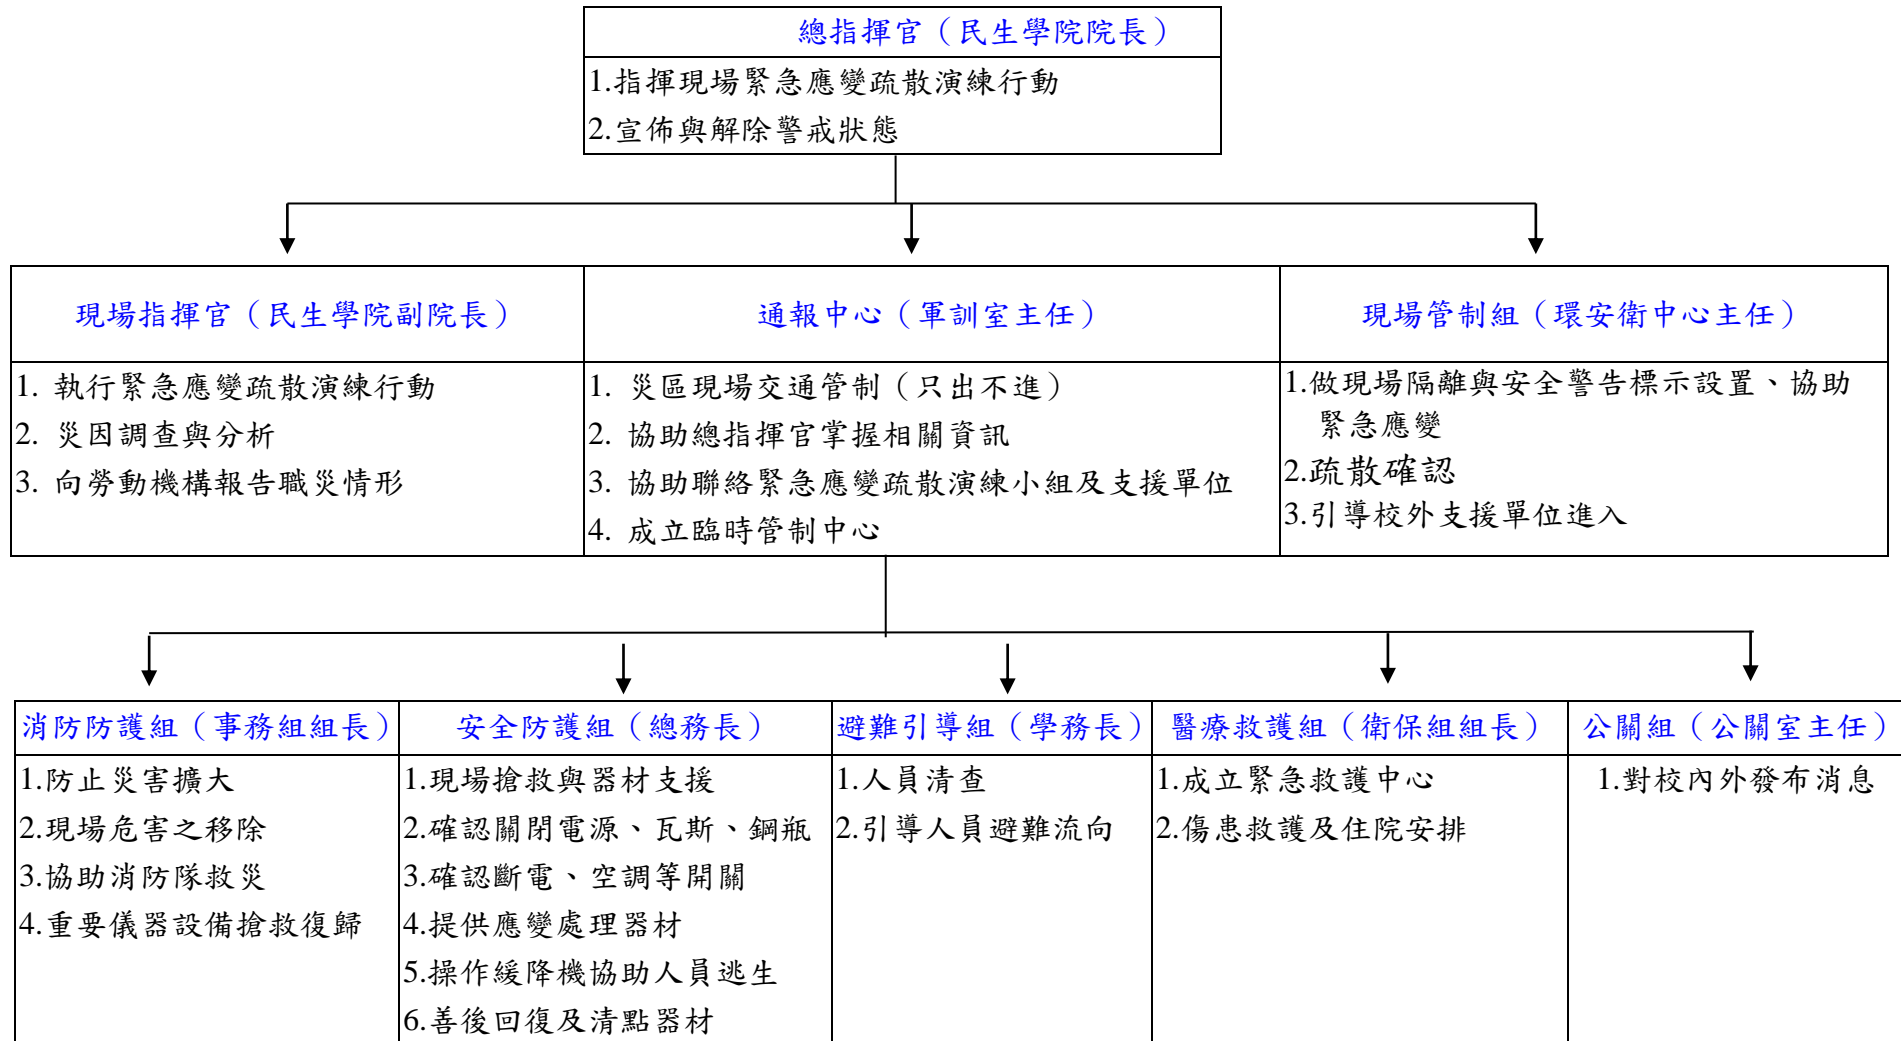 總指揮官（民生學院院長）
1.指揮現場緊急應變疏散演練行動
2.宣佈與解除警戒狀態
現場指揮官（民生學院副院長）
1. 執行緊急應變疏散演練行動
2. 災因調查與分析
3. 向勞動機構報告職災情形
通報中心（軍訓室主任）
1. 災區現場交通管制（只出不進）
2. 協助總指揮官掌握相關資訊
3. 協助聯絡緊急應變疏散演練小組及支援單位
4. 成立臨時管制中心
現場管制組（環安衛中心主任）
1.做現場隔離與安全警告標示設置、協助
緊急應變
2.疏散確認
3.引導校外支援單位進入
消防防護組（事務組組長）
1.防止災害擴大
2.現場危害之移除
3.協助消防隊救災
4.重要儀器設備搶救復歸
安全防護組（總務長）
1.現場搶救與器材支援
2.確認關閉電源、瓦斯、鋼瓶
3.確認斷電、空調等開關
4.提供應變處理器材
5.操作緩降機協助人員逃生
6.善後回復及清點器材
避難引導組（學務長）
1.人員清查
2.引導人員避難流向
醫療救護組（衛保組組長）
1.成立緊急救護中心
2.傷患救護及住院安排
公關組（公關室主任）
1.對校內外發布消息